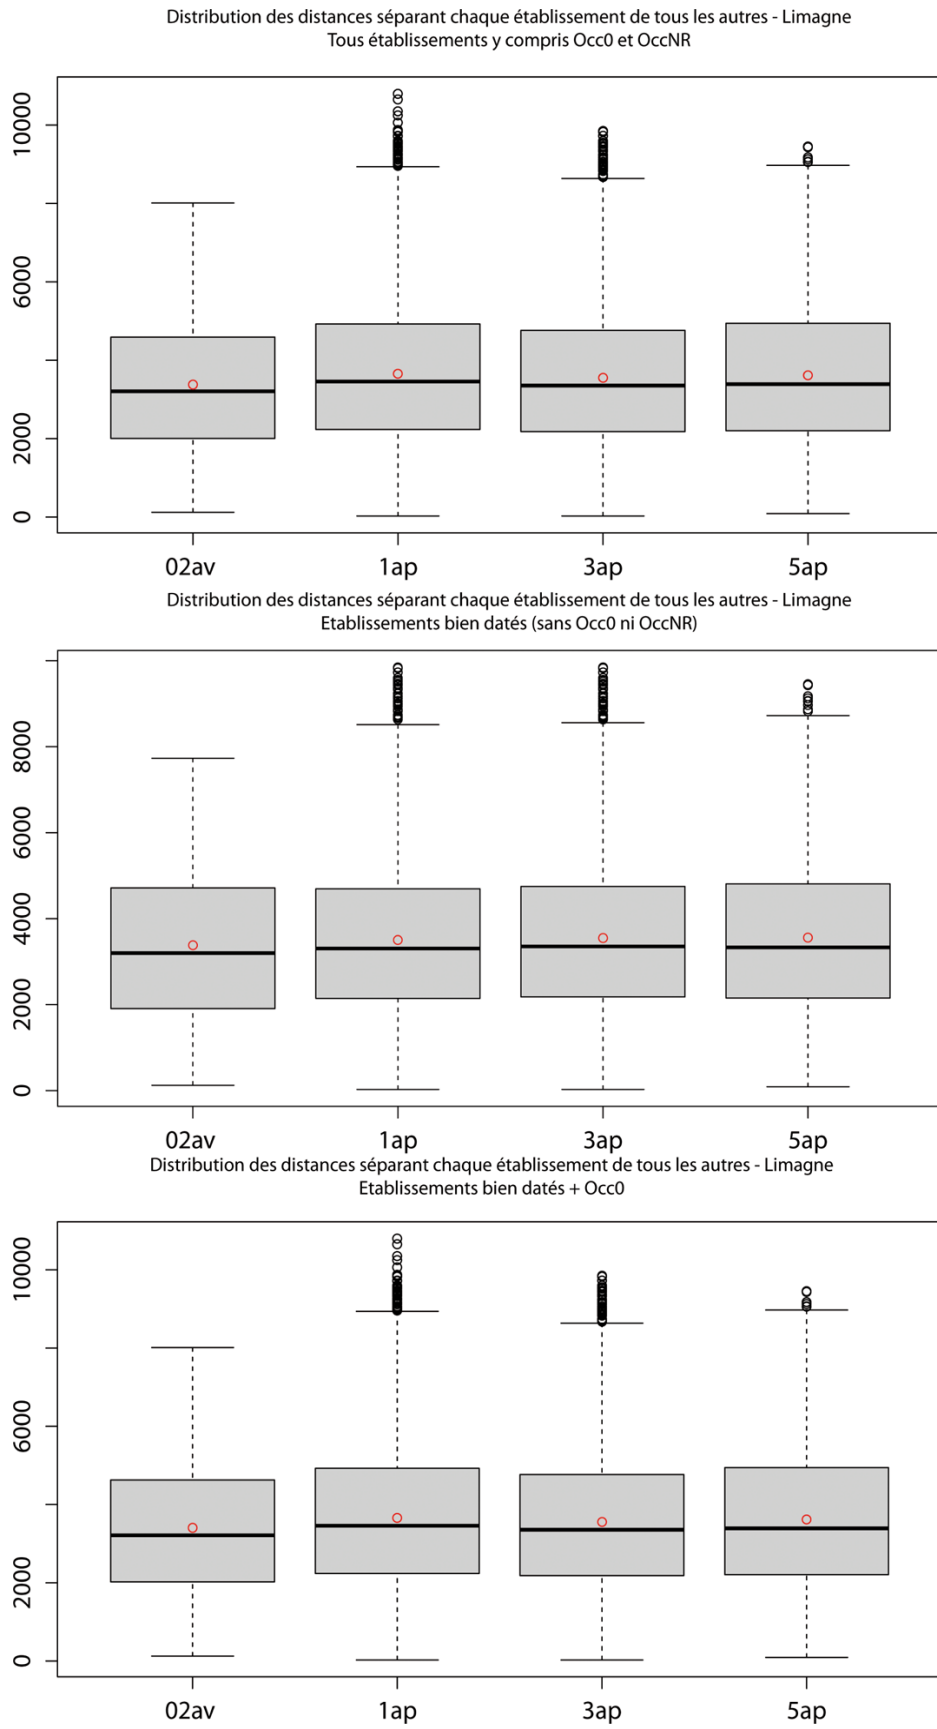 Distribution des distances séparant chaque établissement de tous les autres - Limagne
Tous établissements y compris Occ0 et OccNR
10000
6000
2000
0
02av 1ap 3ap 5ap
Distribution des distances séparant chaque établissement de tous les autres - Limagne
Etablissements bien datés (sans Occ0 ni OccNR)
8000
6000
4000
2000
0
02av 1ap 3ap 5ap
Distribution des distances séparant chaque établissement de tous les autres - Limagne
Etablissements bien datés + Occ0
10000
6000
2000
0
02av 1ap 3ap 5ap